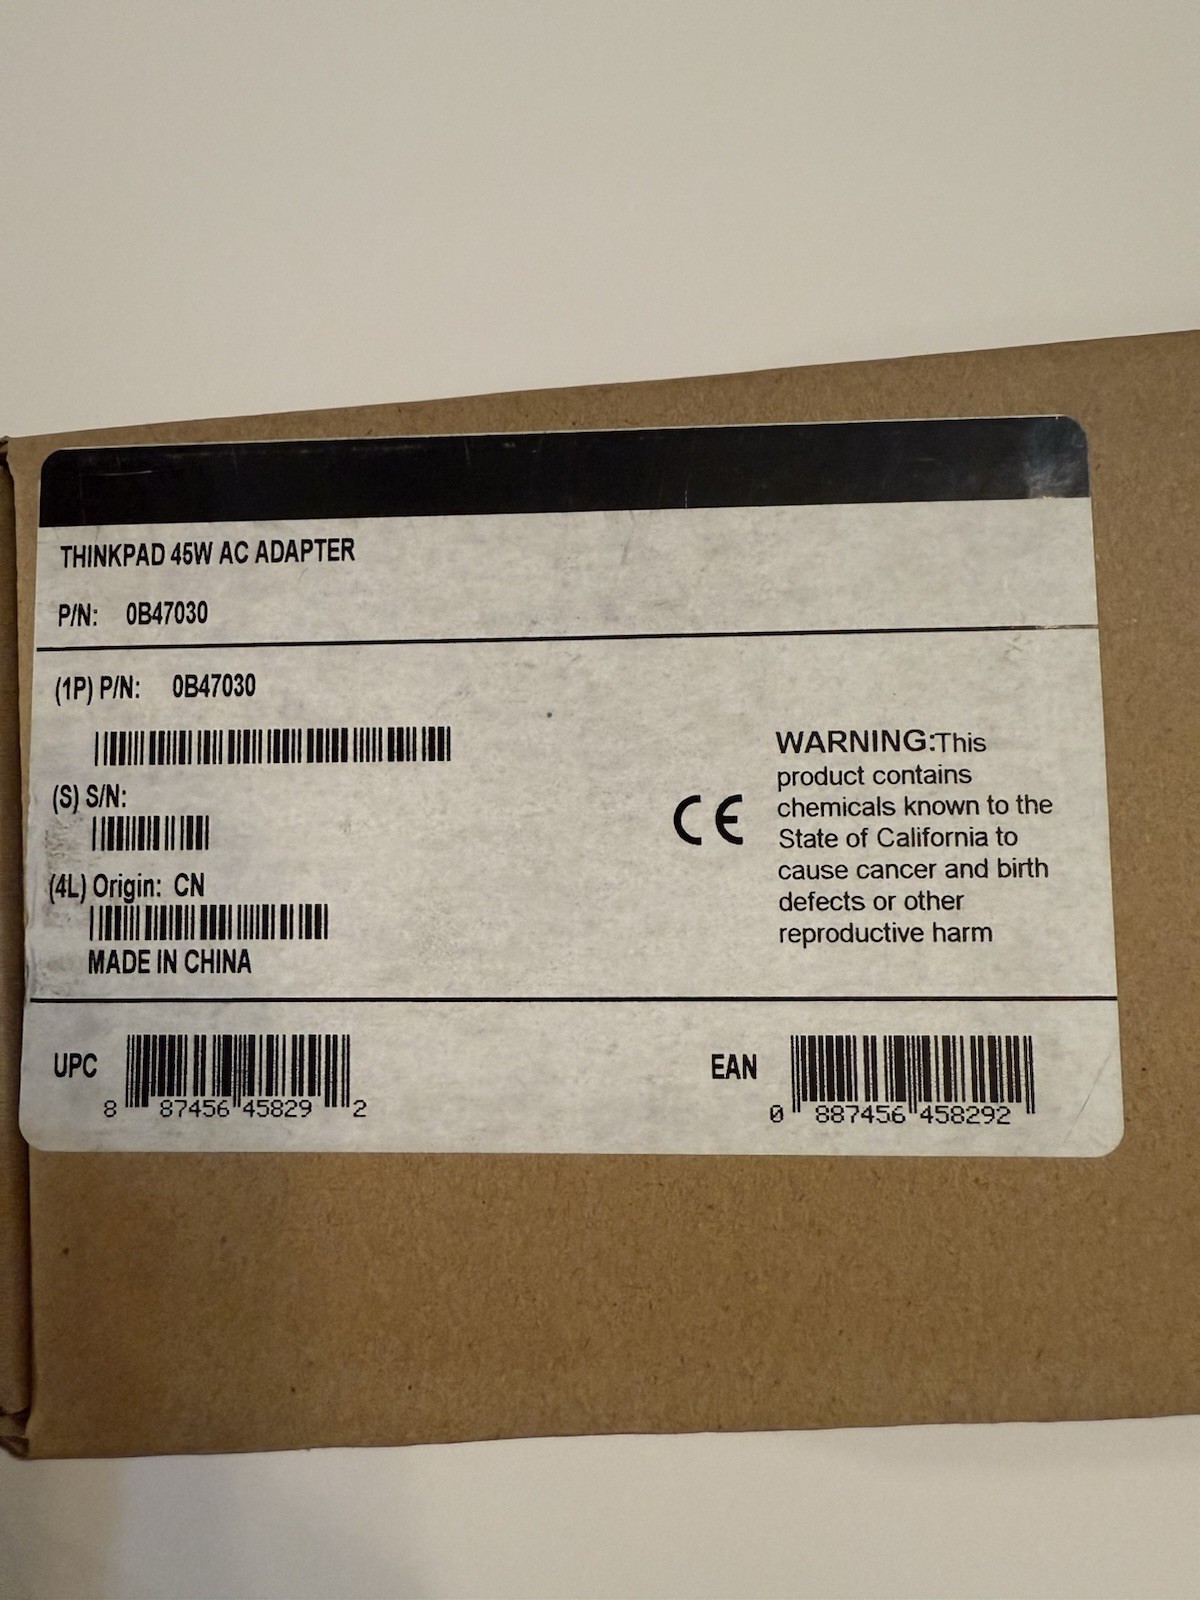 THINKPAD 45W AC ADAPTER
P/N: 0B47030
(1P) P/N: 0B47030
(S) S/N:
(4L) Origin: CN
MADE IN CHINA
CE
WARNING:This
product contains
chemicals known to the
State of California to
cause cancer and birth
defects or other
reproductive harm
UPC
8 87456 45829 2
EAN
0 887456 458292